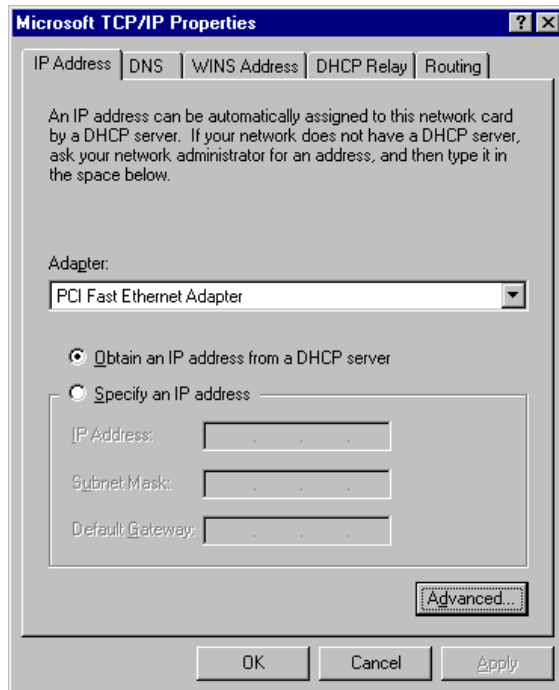 Microsoft TCP/IP Properties
IP Address DNS WINS Address DHCP Relay Routing
An IP address can be automatically assigned to this network card
by a DHCP server. If your network does not have a DHCP server,
ask your network administrator for an address, and then type it in
the space below.
Adapter:
PCI Fast Ethernet Adapter
Obtain an IP address from a DHCP server
Specify an IP address
IP Address:
Subnet Mask:
Default Gateway:
Advanced...
OK Cancel Apply